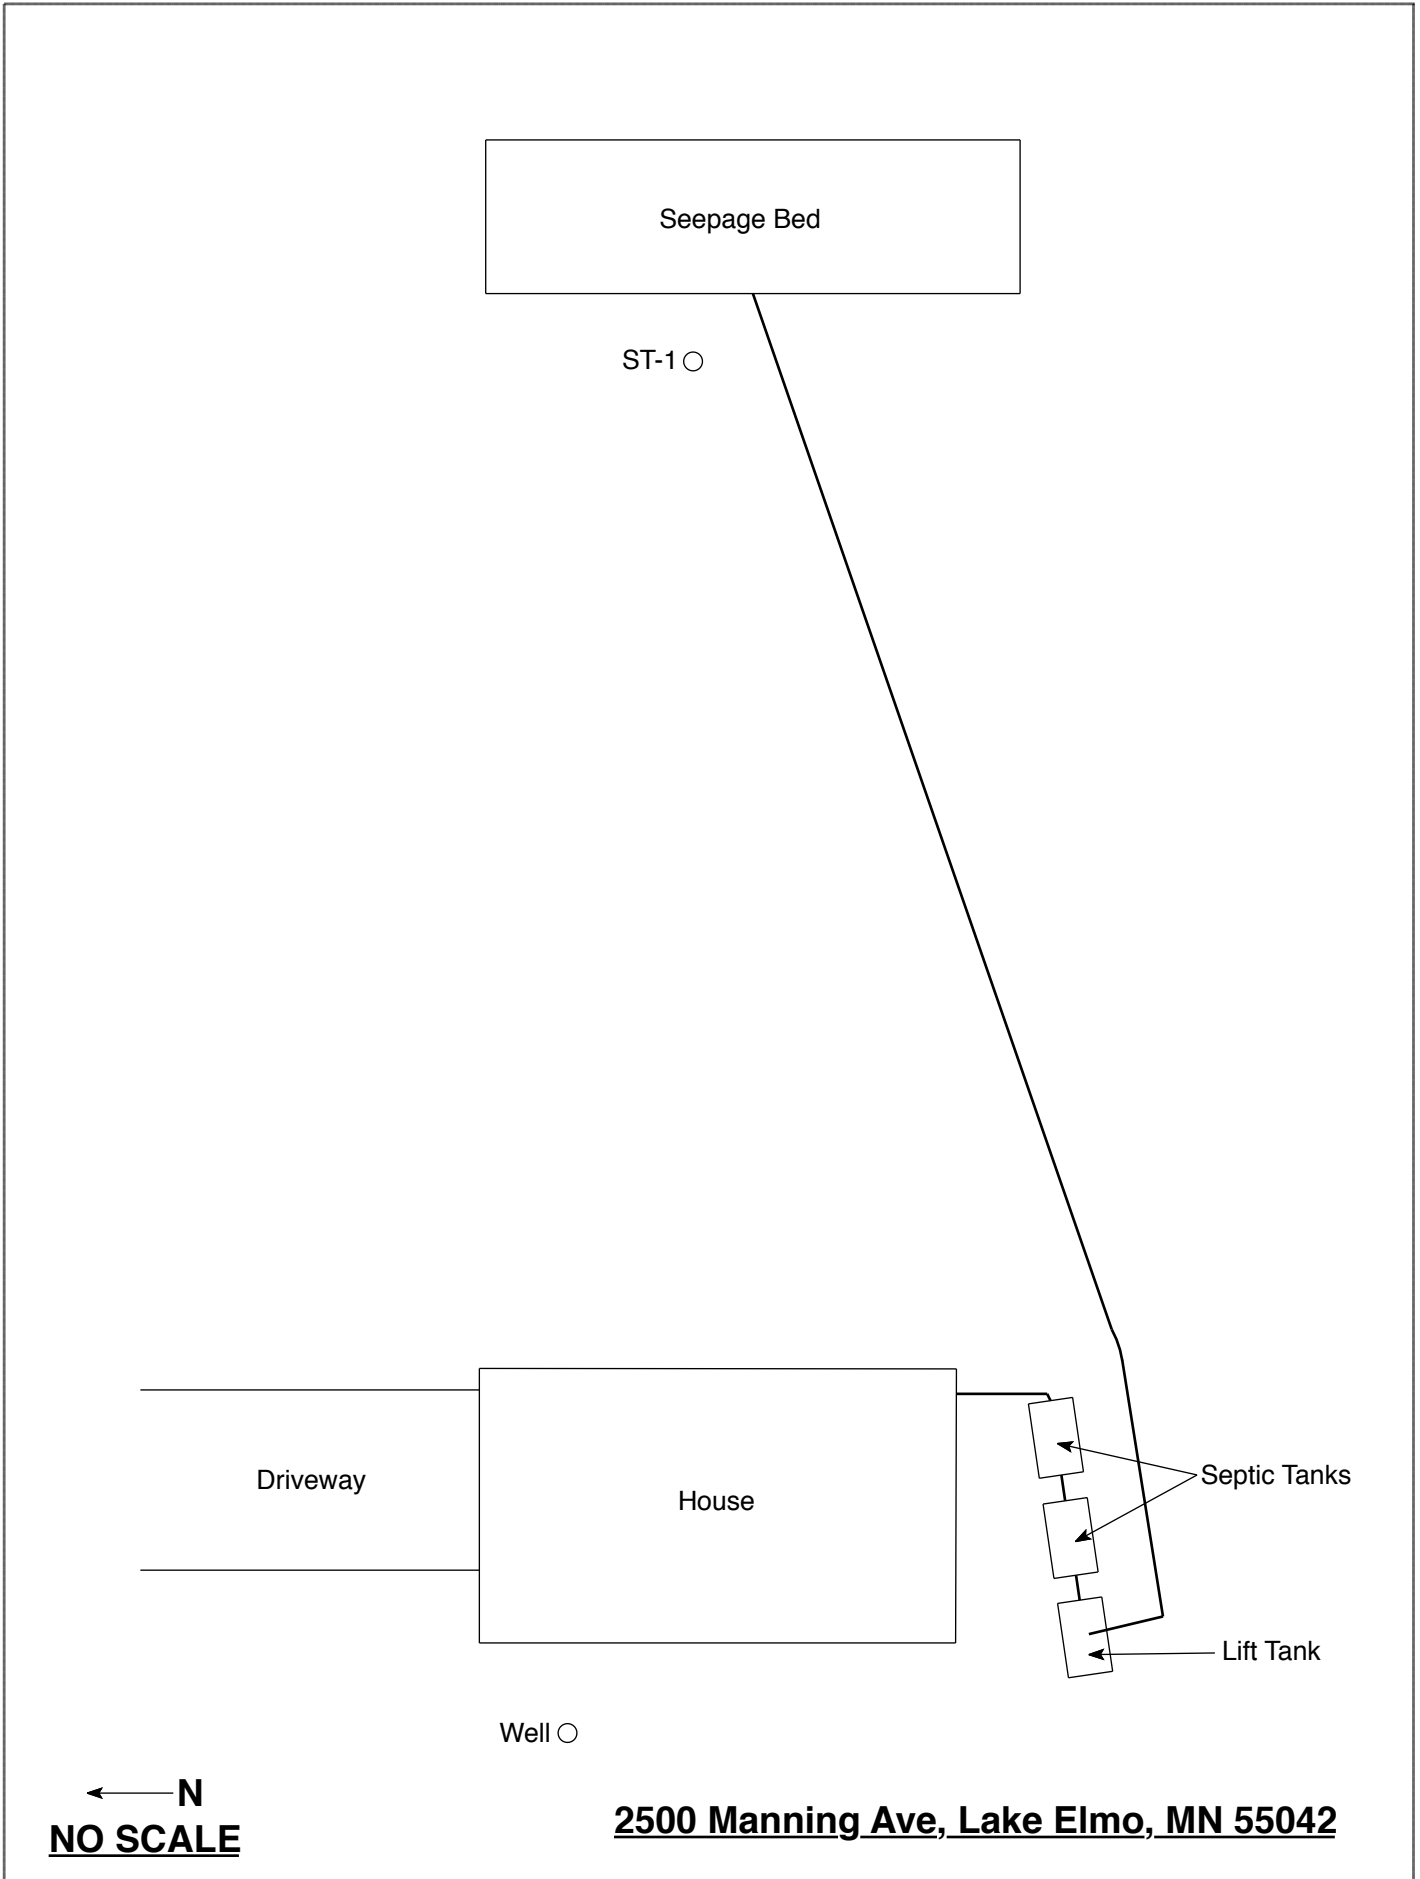 Seepage Bed
ST-1
Driveway
House
Septic Tanks
Lift Tank
Well
N
NO SCALE
2500 Manning Ave, Lake Elmo, MN 55042